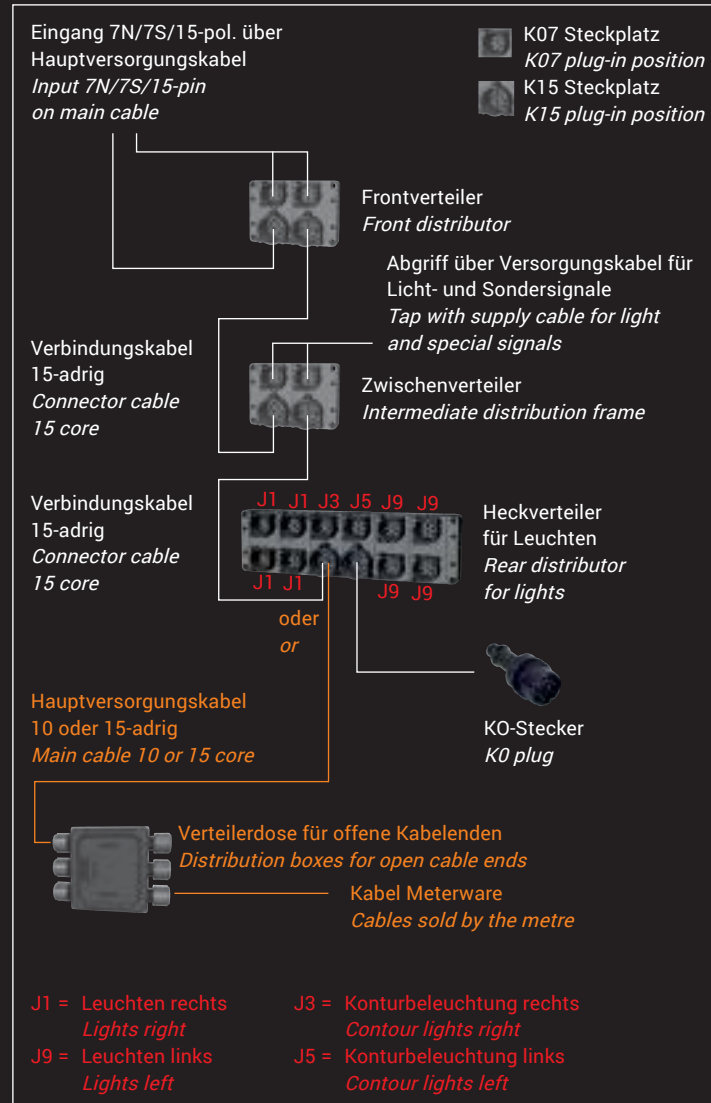 Eingang 7N/7S/15-pol. über
Hauptversorgungskabel
Input 7N/7S/15-pin
on main cable
K07 Steckplatz
K07 plug-in position
K15 Steckplatz
K15 plug-in position
Frontverteiler
Front distributor
Abgriff über Versorgungskabel für
Licht- und Sondersignale
Tap with supply cable for light
and special signals
Verbindungskabel
15-adrig
Connector cable
15 core
Zwischenverteiler
Intermediate distribution frame
Verbindungskabel
15-adrig
Connector cable
15 core
J1 J1 J3 J5 J9 J9
J1 J1 J9 J9
Heckverteiler
für Leuchten
Rear distributor
for lights
oder
or
Hauptversorgungskabel
10 oder 15-adrig
Main cable 10 or 15 core
KO-Stecker
K0 plug
Verteilerdose für offene Kabelenden
Distribution boxes for open cable ends
Kabel Meterware
Cables sold by the metre
J1 = Leuchten rechts
Lights right
J9 = Leuchten links
Lights left
J3 = Konturbeleuchtung rechts
Contour lights right
J5 = Konturbeleuchtung links
Contour lights left